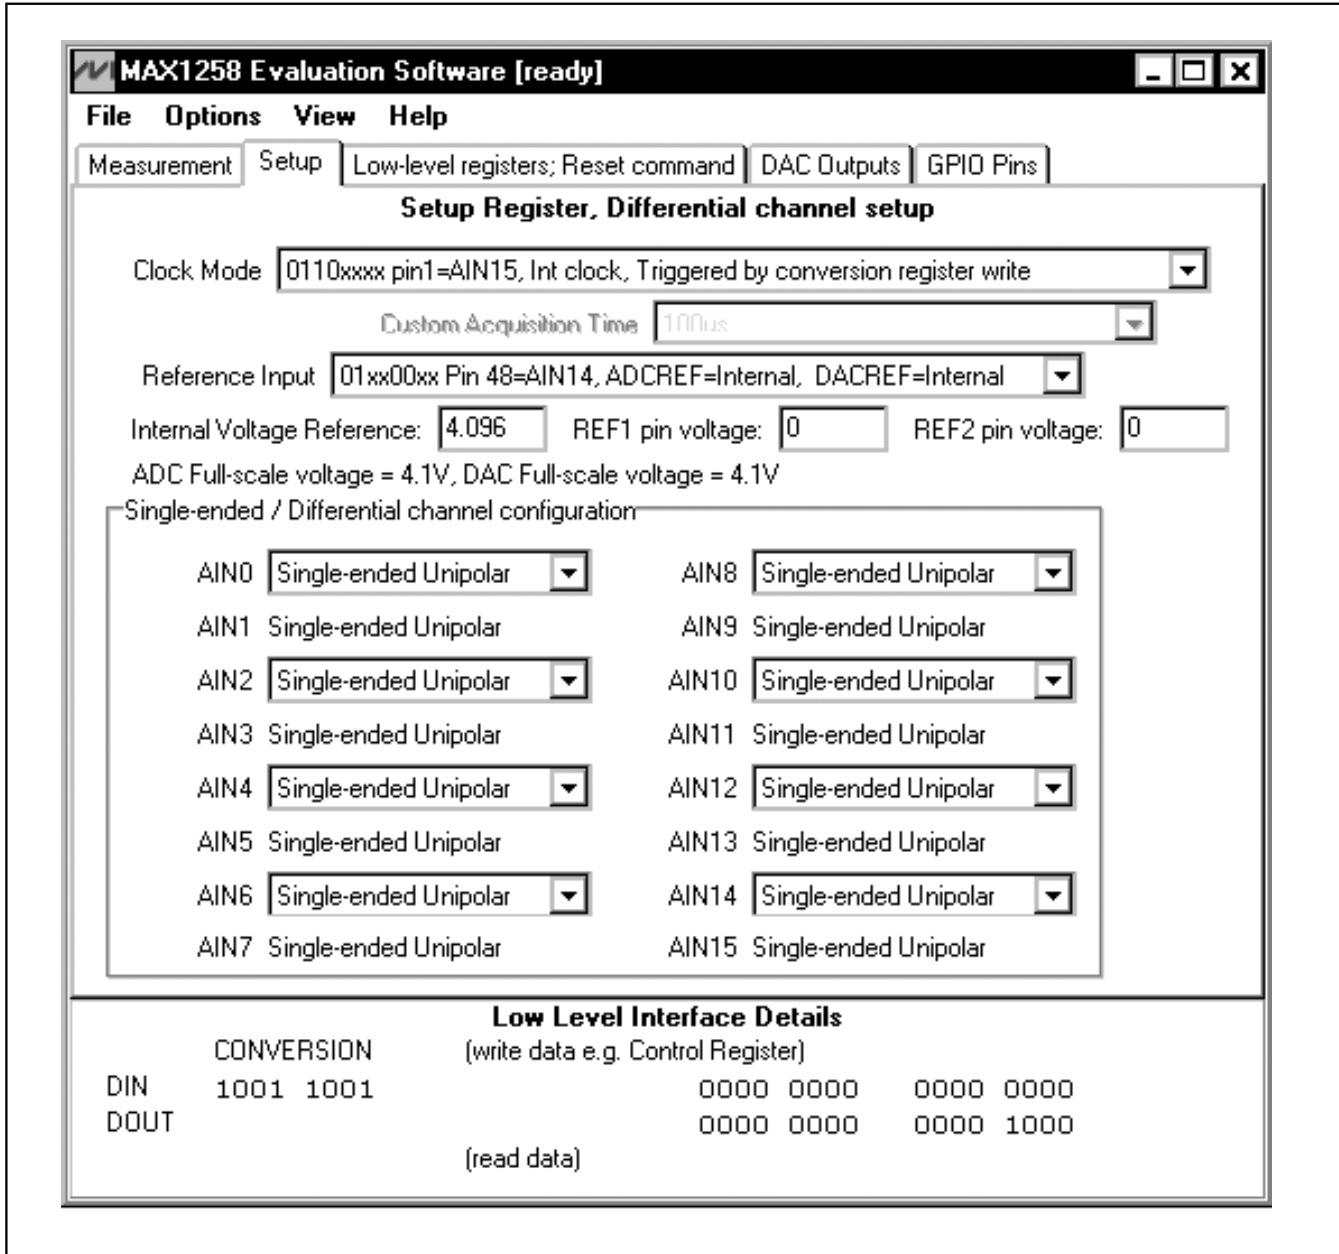 MAX1258 Evaluation Software [ready]
File Options View Help
Measurement Setup Low-level registers; Reset command DAC Outputs GPIO Pins
Setup Register, Differential channel setup
Clock Mode 0110xxxx pin1=AIN15, Int clock, Triggered by conversion register write
Custom Acquisition Time 100us
Reference Input 01xx00xx Pin 48=AIN14, ADCREF=Internal, DACREF=Internal
Internal Voltage Reference: 4.096 REF1 pin voltage: 0 REF2 pin voltage: 0
ADC Full-scale voltage = 4.1V, DAC Full-scale voltage = 4.1V
Single-ended / Differential channel configuration
AIN0 Single-ended Unipolar AIN8 Single-ended Unipolar
AIN1 Single-ended Unipolar AIN9 Single-ended Unipolar
AIN2 Single-ended Unipolar AIN10 Single-ended Unipolar
AIN3 Single-ended Unipolar AIN11 Single-ended Unipolar
AIN4 Single-ended Unipolar AIN12 Single-ended Unipolar
AIN5 Single-ended Unipolar AIN13 Single-ended Unipolar
AIN6 Single-ended Unipolar AIN14 Single-ended Unipolar
AIN7 Single-ended Unipolar AIN15 Single-ended Unipolar
Low Level Interface Details
CONVERSION (write data e.g. Control Register)
DIN 1001 1001 0000 0000 0000 0000
DOUT 0000 0000 0000 1000
(read data)